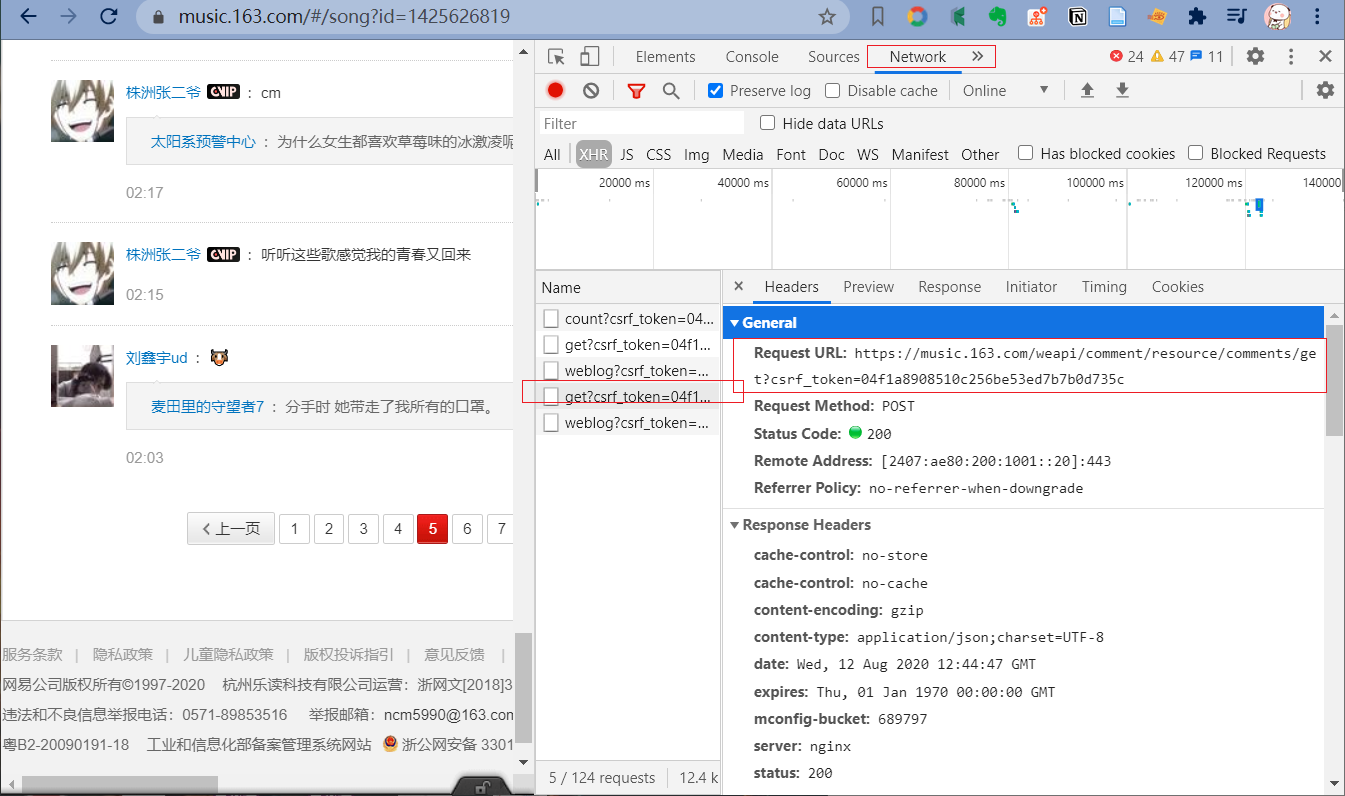 music.163.com/#/song?id=1425626819
株洲张二爷 CVIP : cm
太阳系预警中心 : 为什么女生都喜欢草莓味的冰激凌呢
02:17
株洲张二爷 CVIP : 听听这些歌感觉我的青春又回来
02:15
刘鑫宇ud :
麦田里的守望者7 : 分手时 她带走了我所有的口罩。
02:03
上一页 1 2 3 4 5 6 7
服务条款 | 隐私政策 | 儿童隐私政策 | 版权投诉指引 | 意见反馈 |
网易公司版权所有©1997-2020 杭州乐读科技有限公司运营：浙网文[2018]3
违法和不良信息举报电话：0571-89853516 举报邮箱：ncm5990@163.com
粤B2-20090191-18 工业和信息化部备案管理系统网站 浙公网安备 3301
Elements Console Sources Network » 24 47 11
Preserve log Disable cache Online
Filter Hide data URLs
All XHR JS CSS Img Media Font Doc WS Manifest Other Has blocked cookies Blocked Requests
20000 ms 40000 ms 60000 ms 80000 ms 100000 ms 120000 ms 140000
Name
count?csrf_token=04...
get?csrf_token=04f1...
weblog?csrf_token=...
get?csrf_token=04f1...
weblog?csrf_token=...
5 / 124 requests 12.4 k
Headers Preview Response Initiator Timing Cookies
General
Request URL: https://music.163.com/weapi/comment/resource/comments/ge
t?csrf_token=04f1a8908510c256be53ed7b7b0d735c
Request Method: POST
Status Code: 200
Remote Address: [2407:ae80:200:1001::20]:443
Referrer Policy: no-referrer-when-downgrade
Response Headers
cache-control: no-store
cache-control: no-cache
content-encoding: gzip
content-type: application/json;charset=UTF-8
date: Wed, 12 Aug 2020 12:44:47 GMT
expires: Thu, 01 Jan 1970 00:00:00 GMT
mconfig-bucket: 689797
server: nginx
status: 200